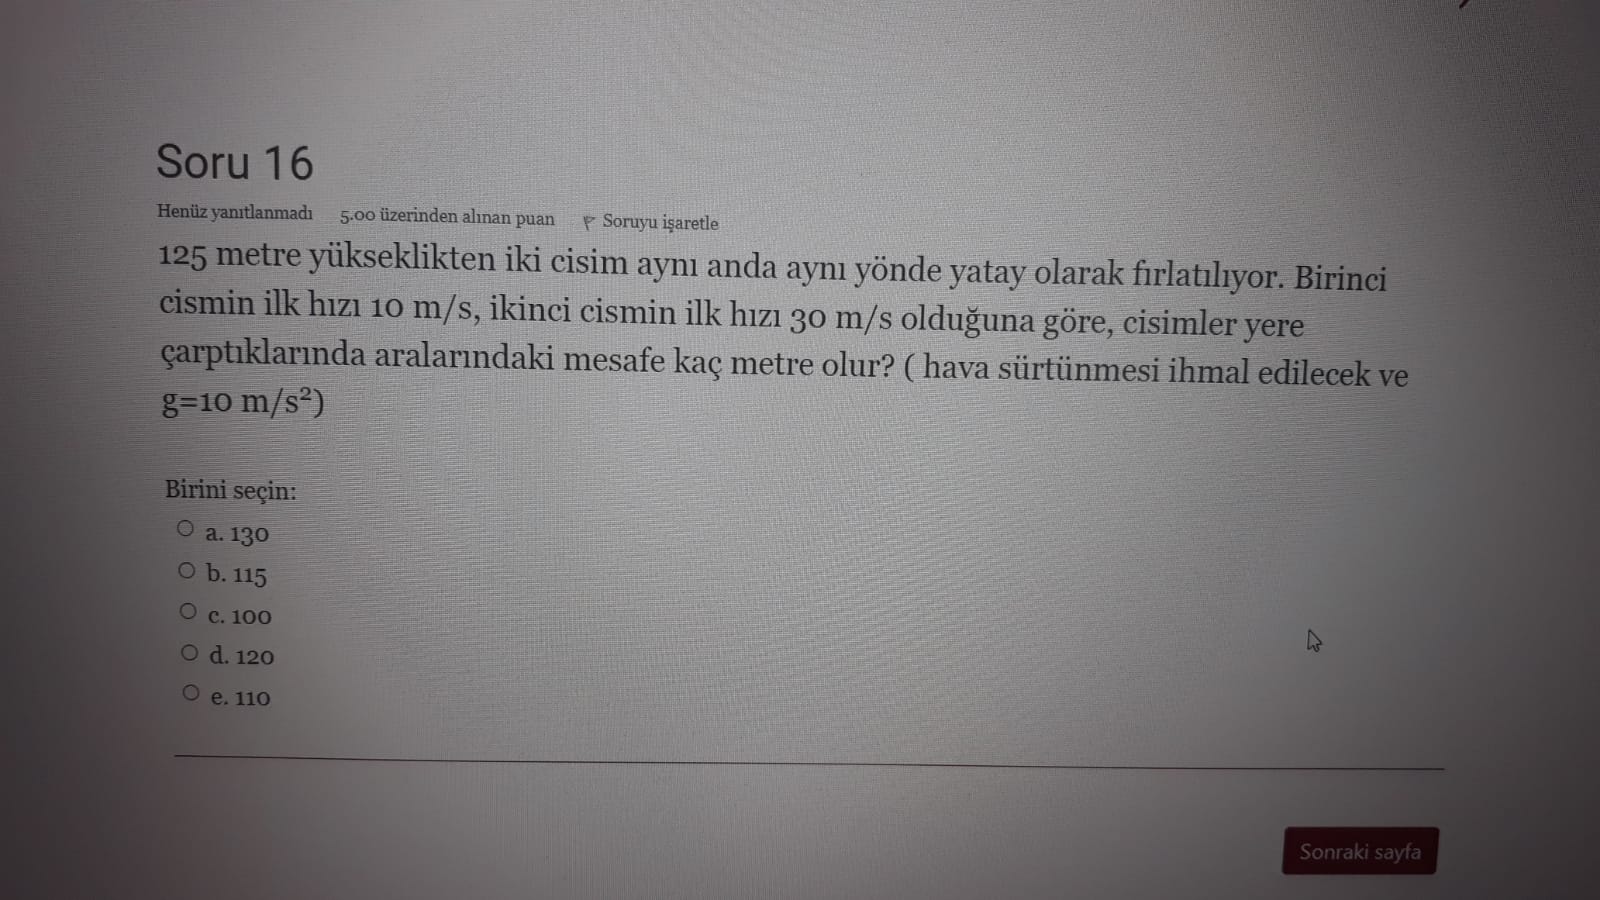 Soru 16
Henüz yanıtlanmadı 5.00 üzerinden alınan puan Soruyu işaretle
125 metre yükseklikten iki cisim aynı anda aynı yönde yatay olarak fırlatılıyor. Birinci
cismin ilk hızı 10 m/s, ikinci cismin ilk hızı 30 m/s olduğuna göre, cisimler yere
çarptıklarında aralarındaki mesafe kaç metre olur? ( hava sürtünmesi ihmal edilecek ve
g=10 m/s²)
Birini seçin:
a. 130
b. 115
c. 100
d. 120
e. 110
Sonraki sayfa